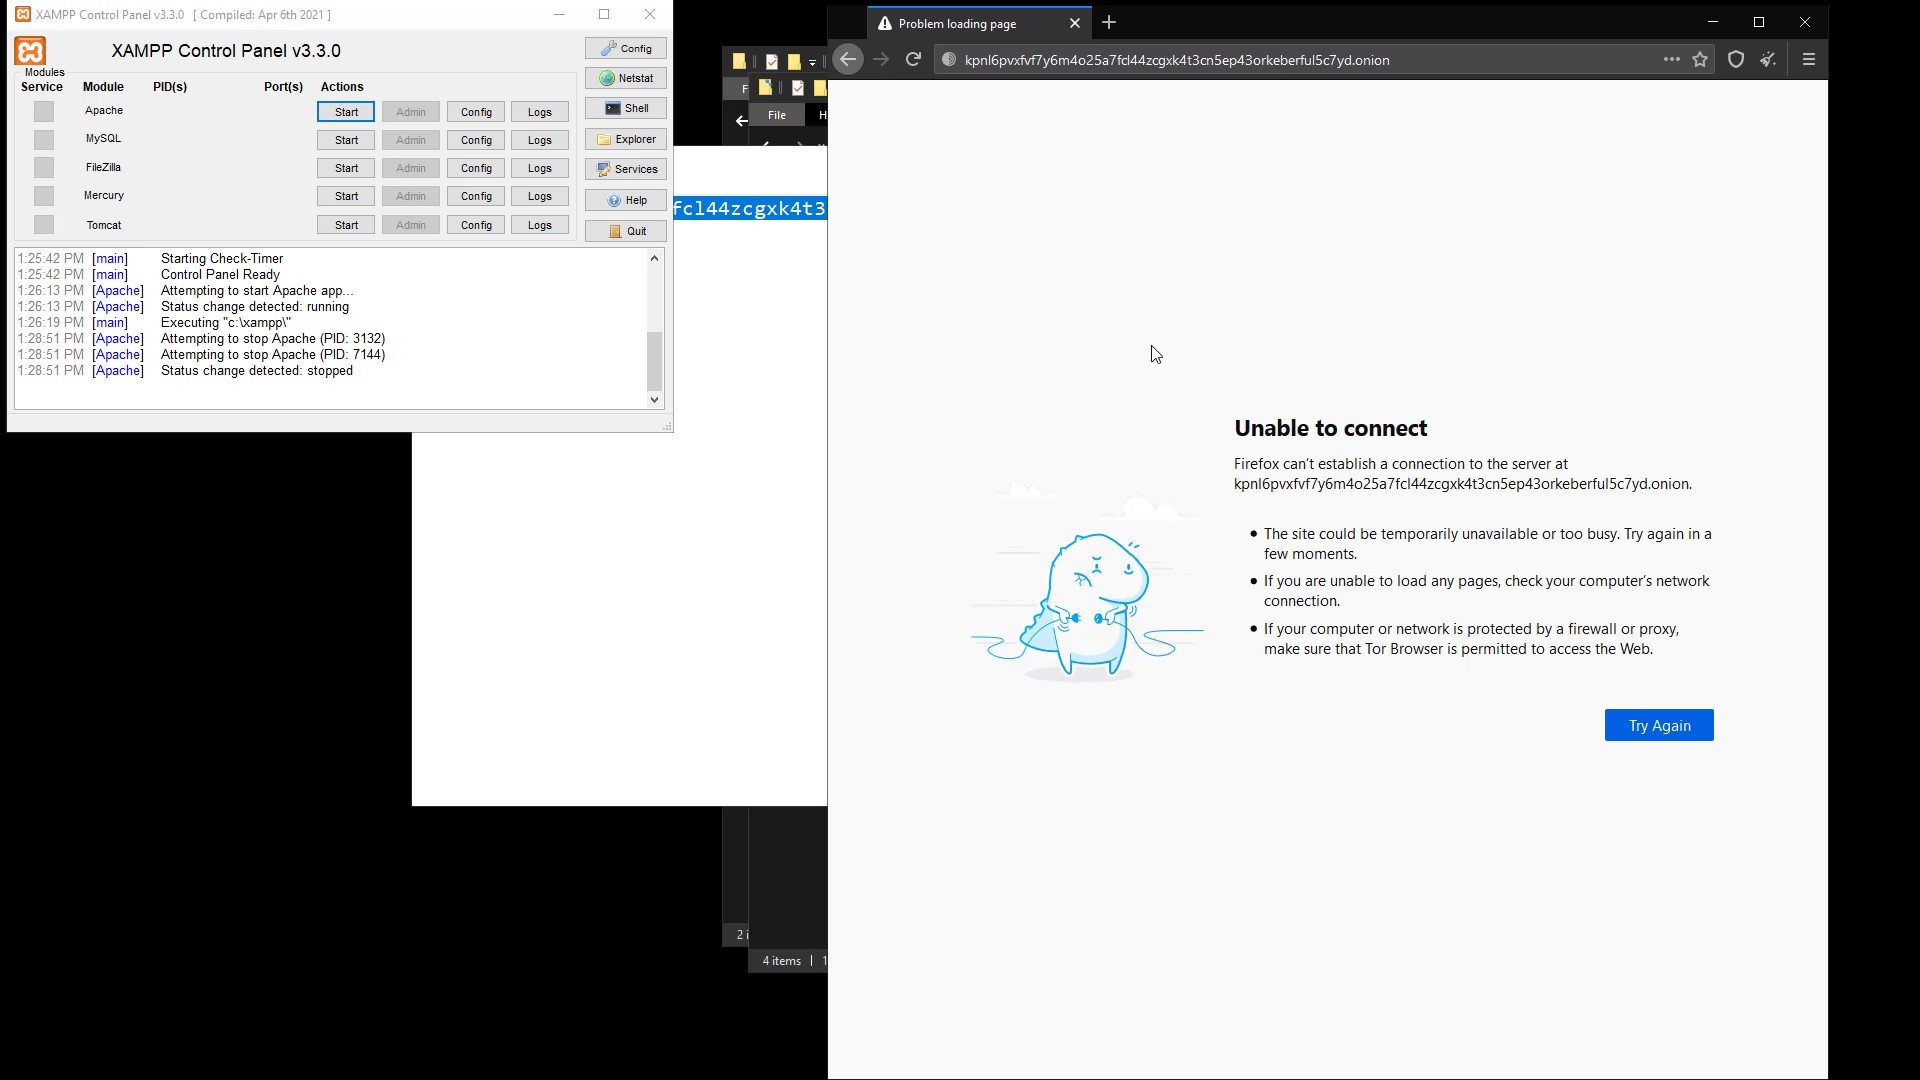 XAMPP Control Panel v3.3.0 [ Compiled: Apr 6th 2021 ]
XAMPP Control Panel v3.3.0
Config
Modules
Service Module PID(s) Port(s) Actions
Netstat
Apache Start Admin Config Logs
Shell
MySQL Start Admin Config Logs
Explorer
FileZilla Start Admin Config Logs
Services
Mercury Start Admin Config Logs
Help
Tomcat Start Admin Config Logs
Quit
1:25:42 PM [main] Starting Check-Timer
1:25:42 PM [main] Control Panel Ready
1:26:13 PM [Apache] Attempting to start Apache app...
1:26:13 PM [Apache] Status change detected: running
1:26:19 PM [main] Executing "c:\xampp\"
1:28:51 PM [Apache] Attempting to stop Apache (PID: 3132)
1:28:51 PM [Apache] Attempting to stop Apache (PID: 7144)
1:28:51 PM [Apache] Status change detected: stopped
F
File H
fcl44zcgxk4t3
2 i
4 items 1
Problem loading page
kpnl6pvxfvf7y6m4o25a7fcl44zcgxk4t3cn5ep43orkeberful5c7yd.onion
Unable to connect
Firefox can't establish a connection to the server at
kpnl6pvxfvf7y6m4o25a7fcl44zcgxk4t3cn5ep43orkeberful5c7yd.onion.
The site could be temporarily unavailable or too busy. Try again in a
few moments.
If you are unable to load any pages, check your computer's network
connection.
If your computer or network is protected by a firewall or proxy,
make sure that Tor Browser is permitted to access the Web.
Try Again